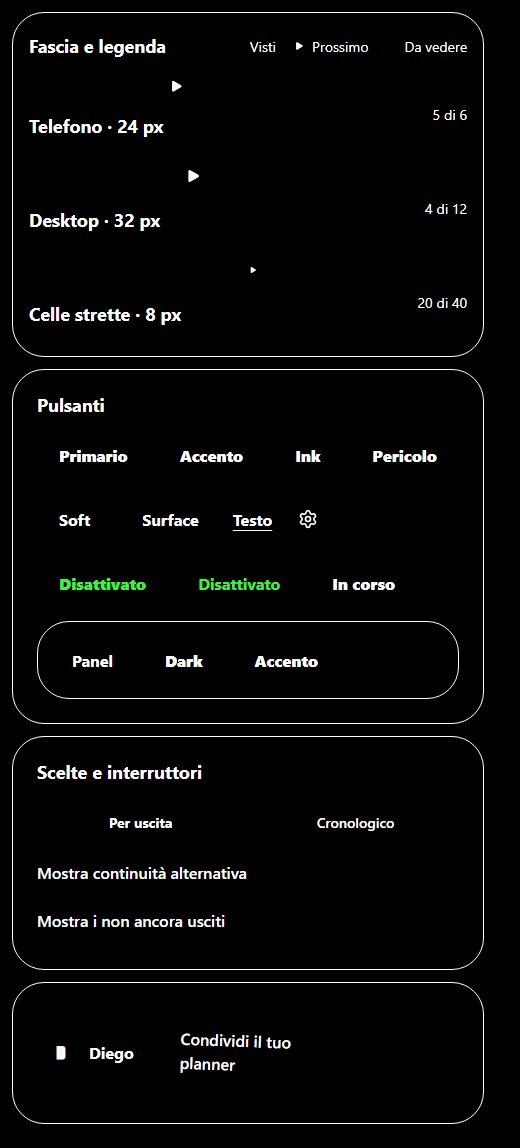 Fascia e legenda Visti Prossimo Da vedere
Telefono · 24 px 5 di 6
Desktop · 32 px 4 di 12
Celle strette · 8 px 20 di 40
Pulsanti
Primario Accento Ink Pericolo
Soft Surface Testo
Disattivato Disattivato In corso
Panel Dark Accento
Scelte e interruttori
Per uscita Cronologico
Mostra continuità alternativa
Mostra i non ancora usciti
D Diego Condividi il tuo
planner